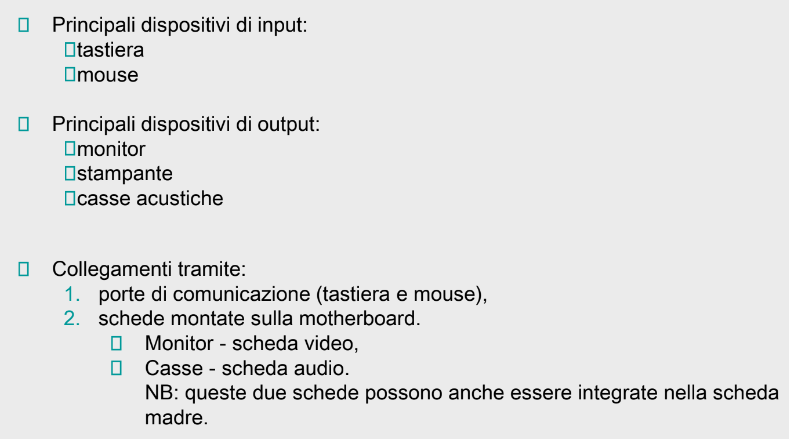 Principali dispositivi di input:
tastiera
mouse
Principali dispositivi di output:
monitor
stampante
casse acustiche
Collegamenti tramite:
1. porte di comunicazione (tastiera e mouse),
2. schede montate sulla motherboard.
Monitor - scheda video,
Casse - scheda audio.
NB: queste due schede possono anche essere integrate nella scheda
madre.